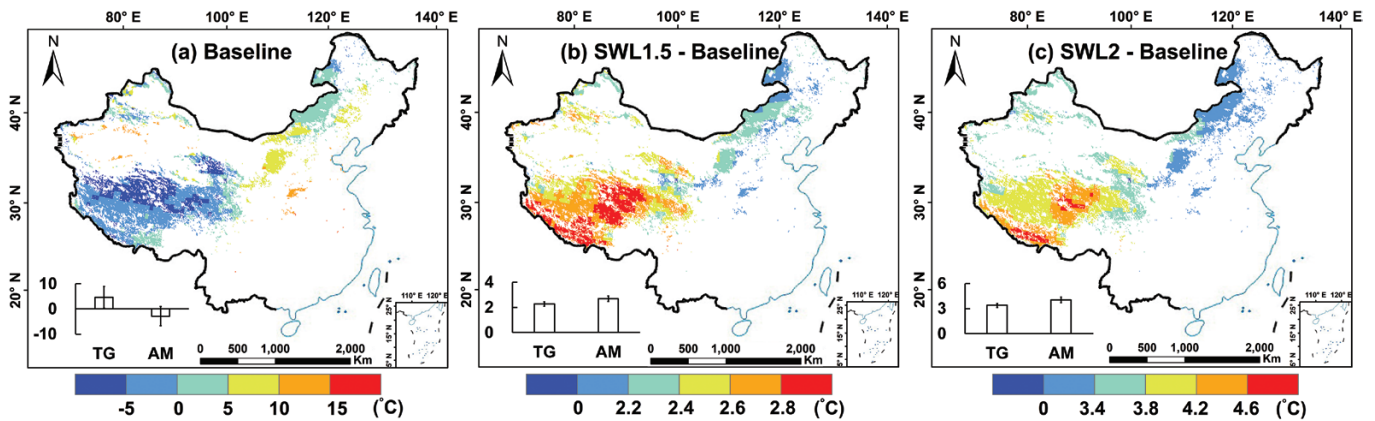 80° E 100° E 120° E 140° E 80° E 100° E 120° E 140° E 80° E 100° E 120° E 140° E
N (a) Baseline N (b) SWL1.5 - Baseline N (c) SWL2 - Baseline
40° N 40° N 40° N
30° N 30° N 30° N
20° N 20° N 20° N
10 0 -10 TG AM
4 2 0 TG AM
6 3 0 TG AM
110° E 120° E 110° E 120° E 110° E 120° E
25° N 15° N 5° N 25° N 15° N 5° N 25° N 15° N 5° N
0 500 1,000 2,000 Km 0 500 1,000 2,000 Km 0 500 1,000 2,000 Km
-5 0 5 10 15 (°C) 0 2.2 2.4 2.6 2.8 (°C) 0 3.4 3.8 4.2 4.6 (°C)